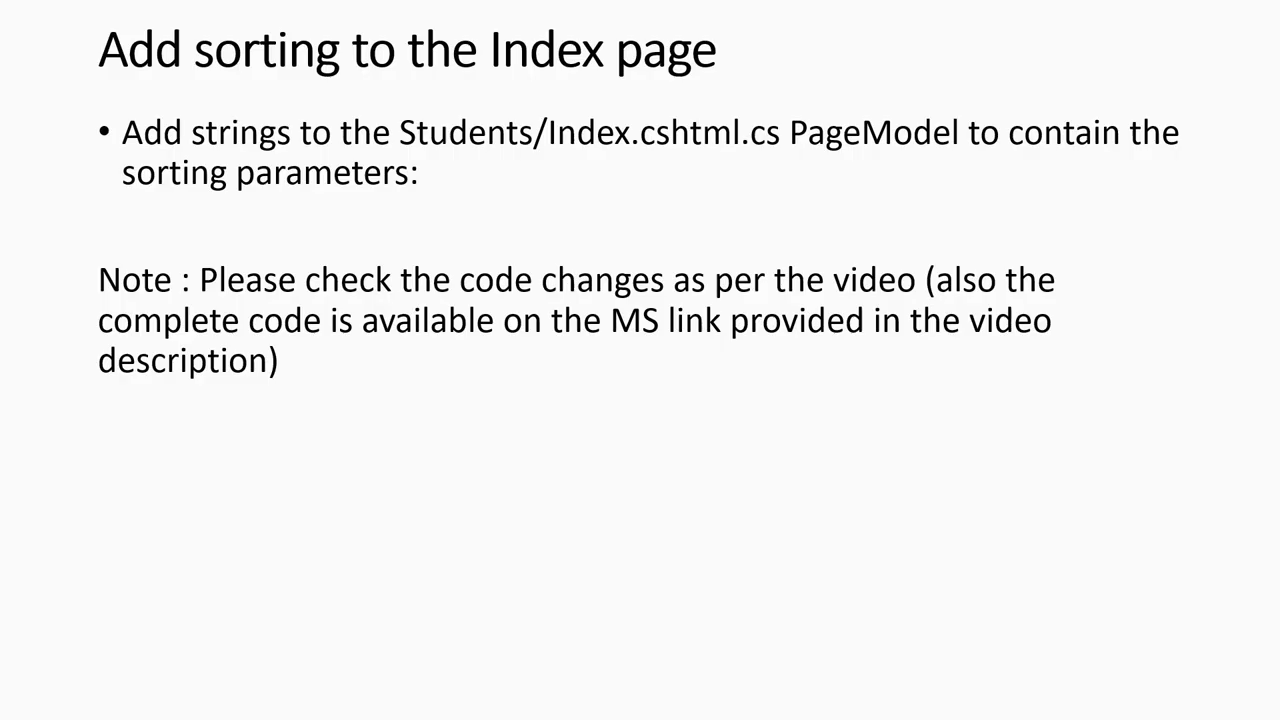 Add sorting to the Index page
• Add strings to the Students/Index.cshtml.cs PageModel to contain the
sorting parameters:
Note : Please check the code changes as per the video (also the
complete code is available on the MS link provided in the video
description)